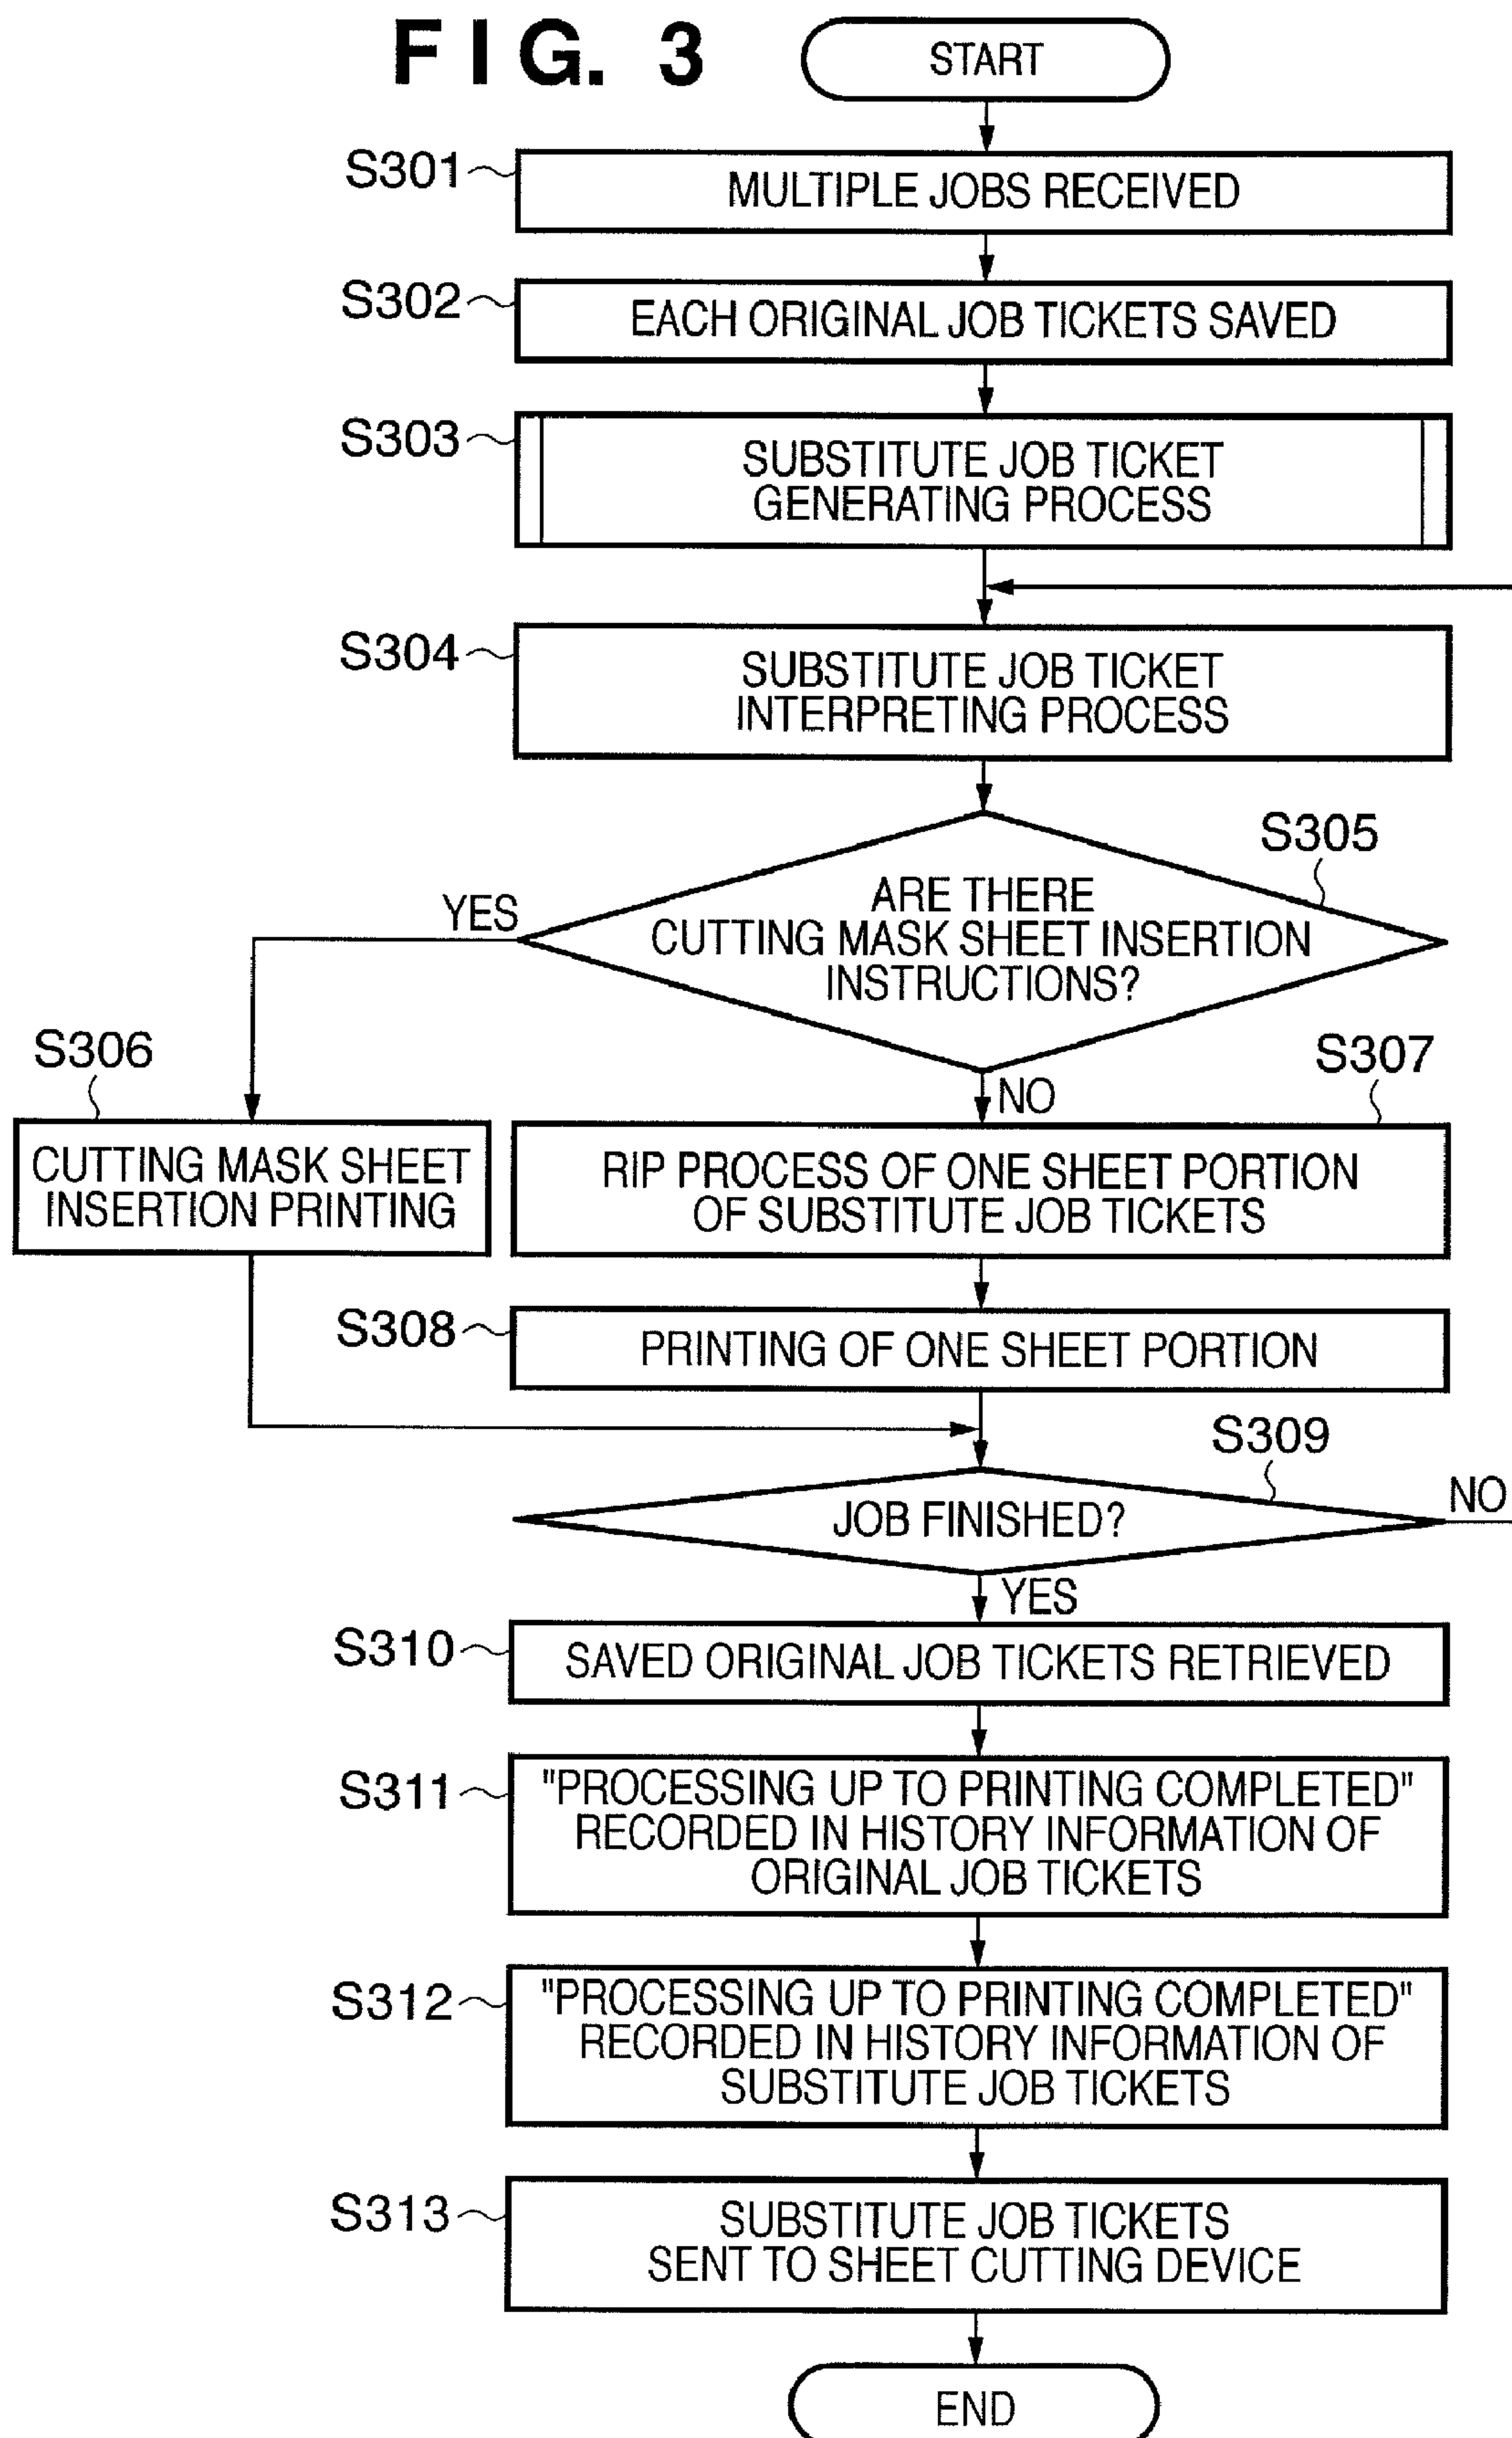 FIG. 3
START
S301
MULTIPLE JOBS RECEIVED
S302
EACH ORIGINAL JOB TICKETS SAVED
S303
SUBSTITUTE JOB TICKET
GENERATING PROCESS
S304
SUBSTITUTE JOB TICKET
INTERPRETING PROCESS
S305
ARE THERE
CUTTING MASK SHEET INSERTION
INSTRUCTIONS?
YES
NO
S306
CUTTING MASK SHEET
INSERTION PRINTING
S307
RIP PROCESS OF ONE SHEET PORTION
OF SUBSTITUTE JOB TICKETS
S308
PRINTING OF ONE SHEET PORTION
S309
JOB FINISHED?
NO
YES
S310
SAVED ORIGINAL JOB TICKETS RETRIEVED
S311
"PROCESSING UP TO PRINTING COMPLETED"
RECORDED IN HISTORY INFORMATION OF
ORIGINAL JOB TICKETS
S312
"PROCESSING UP TO PRINTING COMPLETED"
RECORDED IN HISTORY INFORMATION OF
SUBSTITUTE JOB TICKETS
S313
SUBSTITUTE JOB TICKETS
SENT TO SHEET CUTTING DEVICE
END